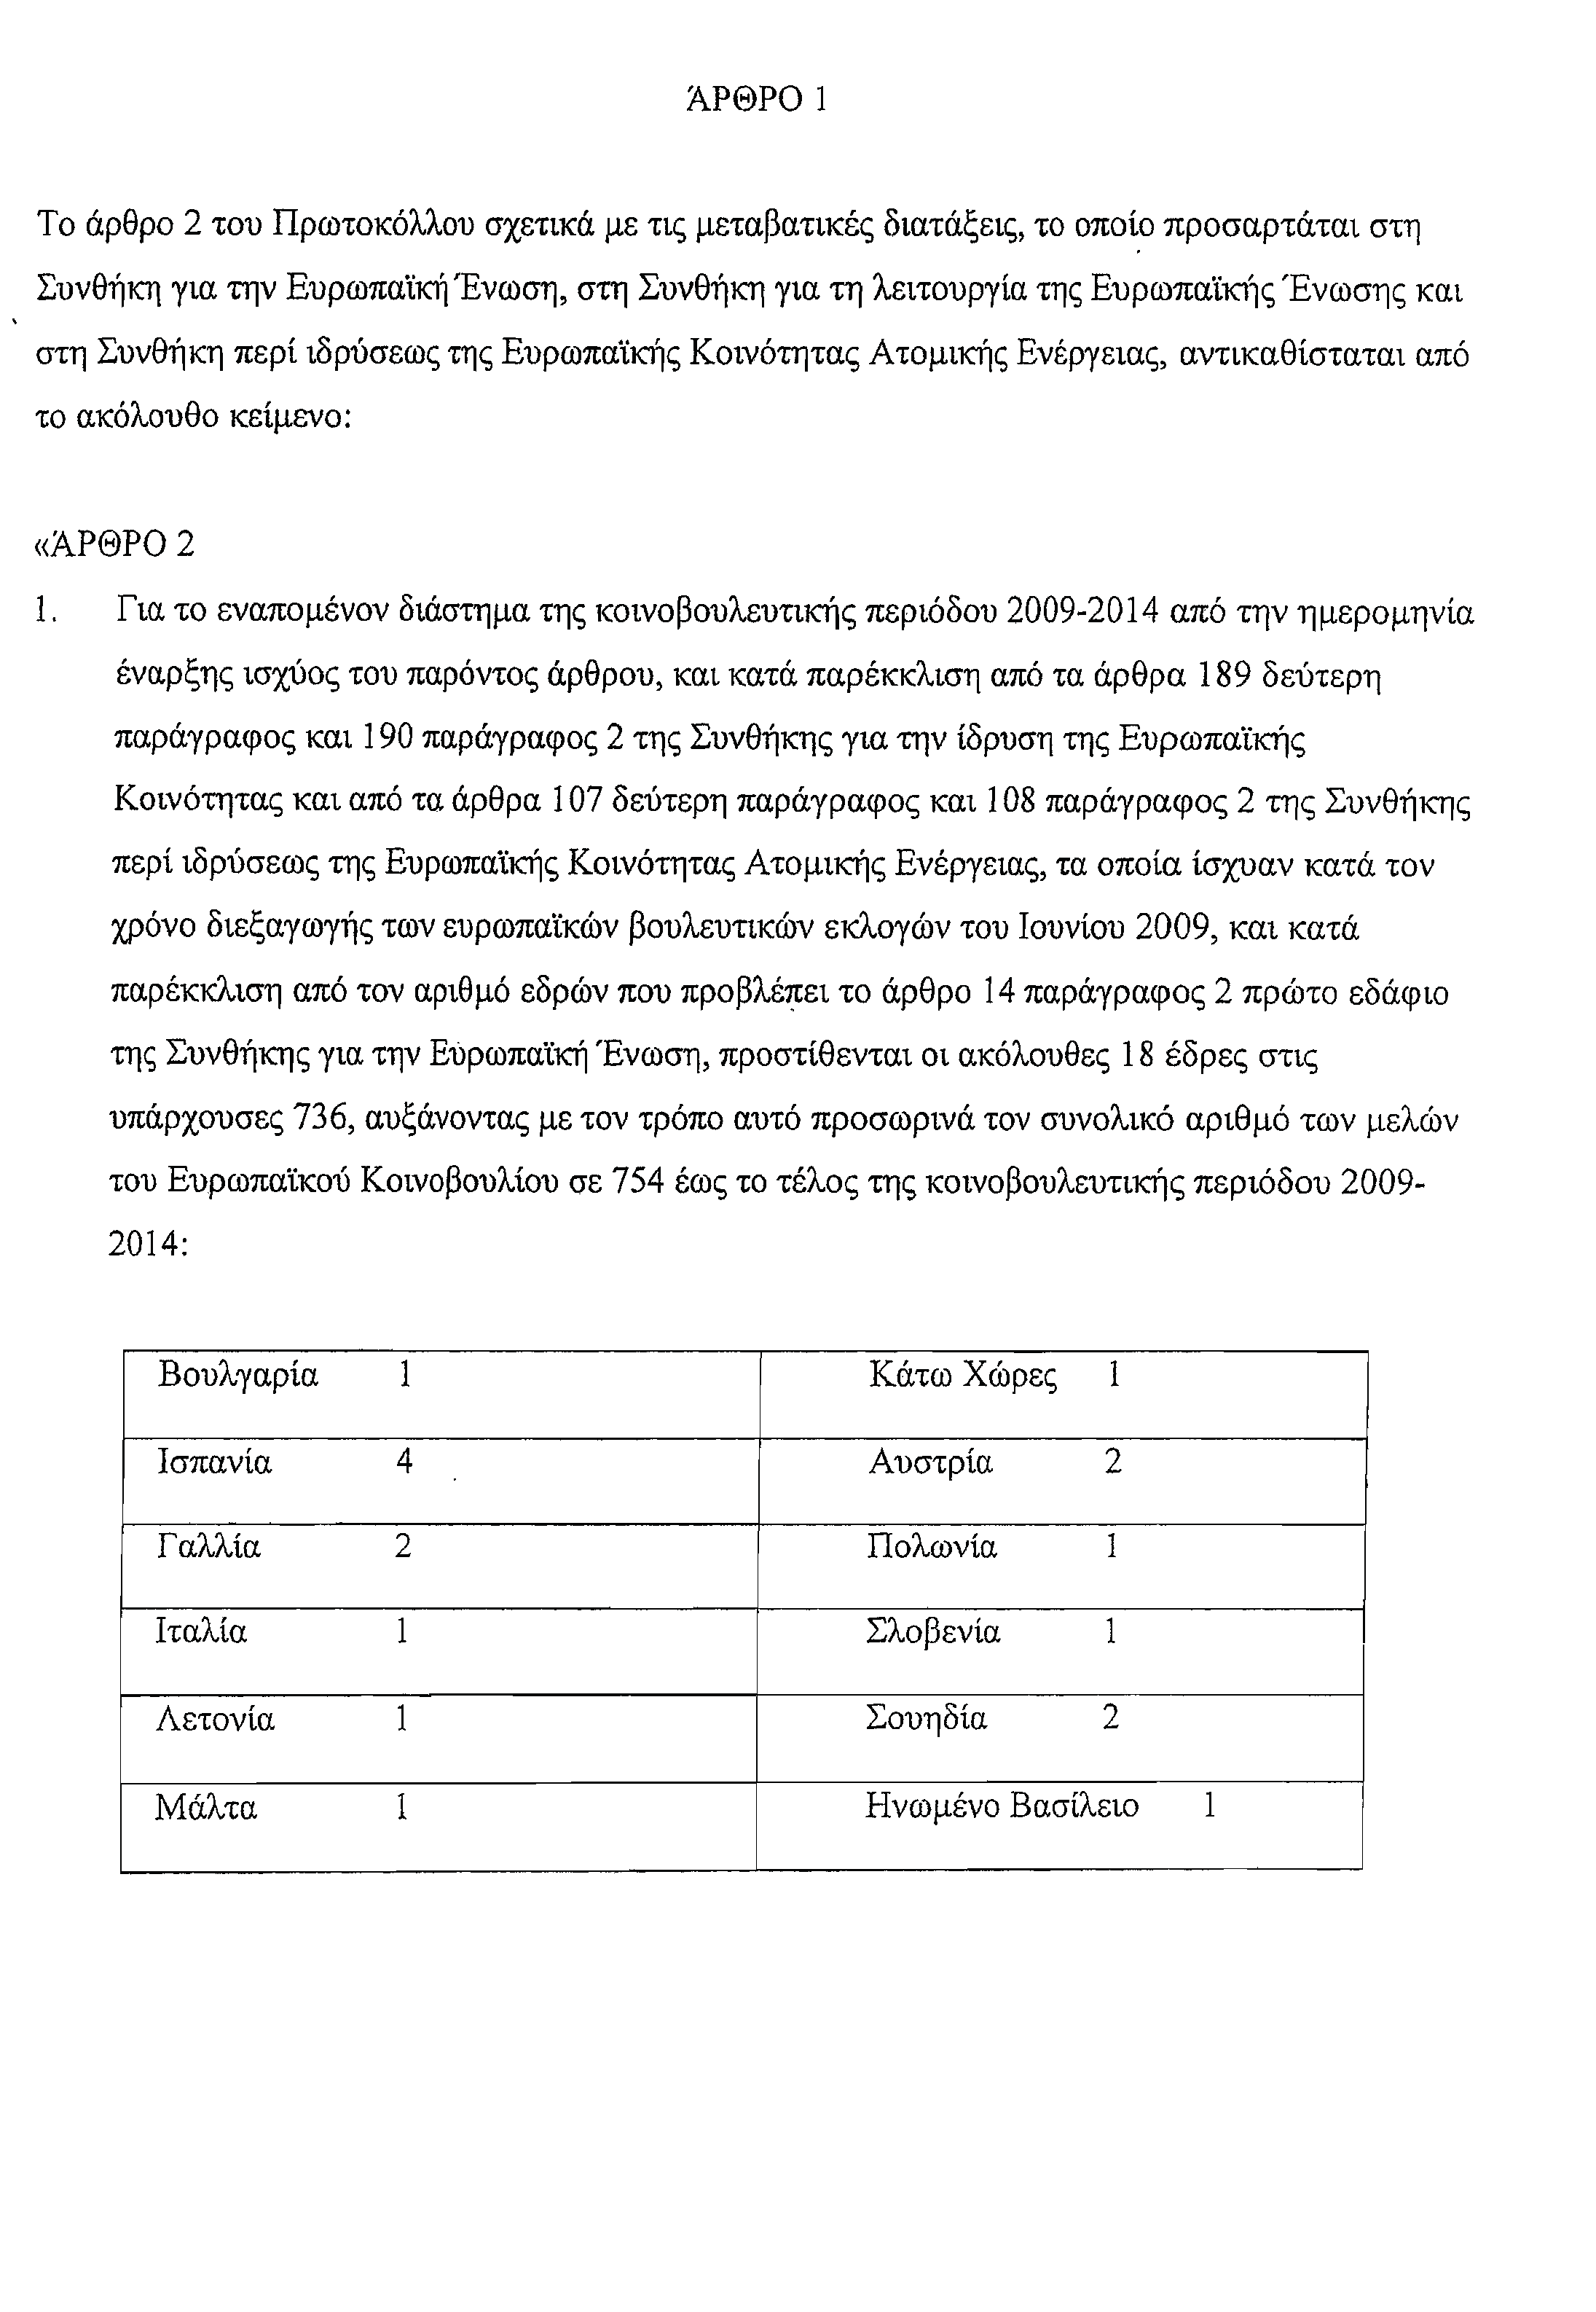 ΆΡΘΡΟ 1
Το άρθρο 2 του Πρωτοκόλλου σχετικά με τις μεταβατικές διατάξεις, το οποίο προσαρτάται στη
Συνθήκη για την Ευρωπαϊκή Ένωση, στη Συνθήκη για τη λειτουργία της Ευρωπαϊκής Ένωσης και
στη Συνθήκη περί ιδρύσεως της Ευρωπαϊκής Κοινότητας Ατομικής Ενέργειας, αντικαθίσταται από
το ακόλουθο κείμενο:
«ΆΡΘΡΟ 2
1. Για το εναπομένον διάστημα της κοινοβουλευτικής περιόδου 2009-2014 από την ημερομηνία
έναρξης ισχύος του παρόντος άρθρου, και κατά παρέκκλιση από τα άρθρα 189 δεύτερη
παράγραφος και 190 παράγραφος 2 της Συνθήκης για την ίδρυση της Ευρωπαϊκής
Κοινότητας και από τα άρθρα 107 δεύτερη παράγραφος και 108 παράγραφος 2 της Συνθήκης
περί ιδρύσεως της Ευρωπαϊκής Κοινότητας Ατομικής Ενέργειας, τα οποία ίσχυαν κατά τον
χρόνο διεξαγωγής των ευρωπαϊκών βουλευτικών εκλογών του Ιουνίου 2009, και κατά
παρέκκλιση από τον αριθμό εδρών που προβλέπει το άρθρο 14 παράγραφος 2 πρώτο εδάφιο
της Συνθήκης για την Ευρωπαϊκή Ένωση, προστίθενται οι ακόλουθες 18 έδρες στις
υπάρχουσες 736, αυξάνοντας με τον τρόπο αυτό προσωρινά τον συνολικό αριθμό των μελών
του Ευρωπαϊκού Κοινοβουλίου σε 754 έως το τέλος της κοινοβουλευτικής περιόδου 2009-
2014:
Βουλγαρία 1 Κάτω Χώρες 1
Ισπανία 4 Αυστρία 2
Γαλλία 2 Πολωνία 1
Ιταλία 1 Σλοβενία 1
Λετονία 1 Σουηδία 2
Μάλτα 1 Ηνωμένο Βασίλειο 1